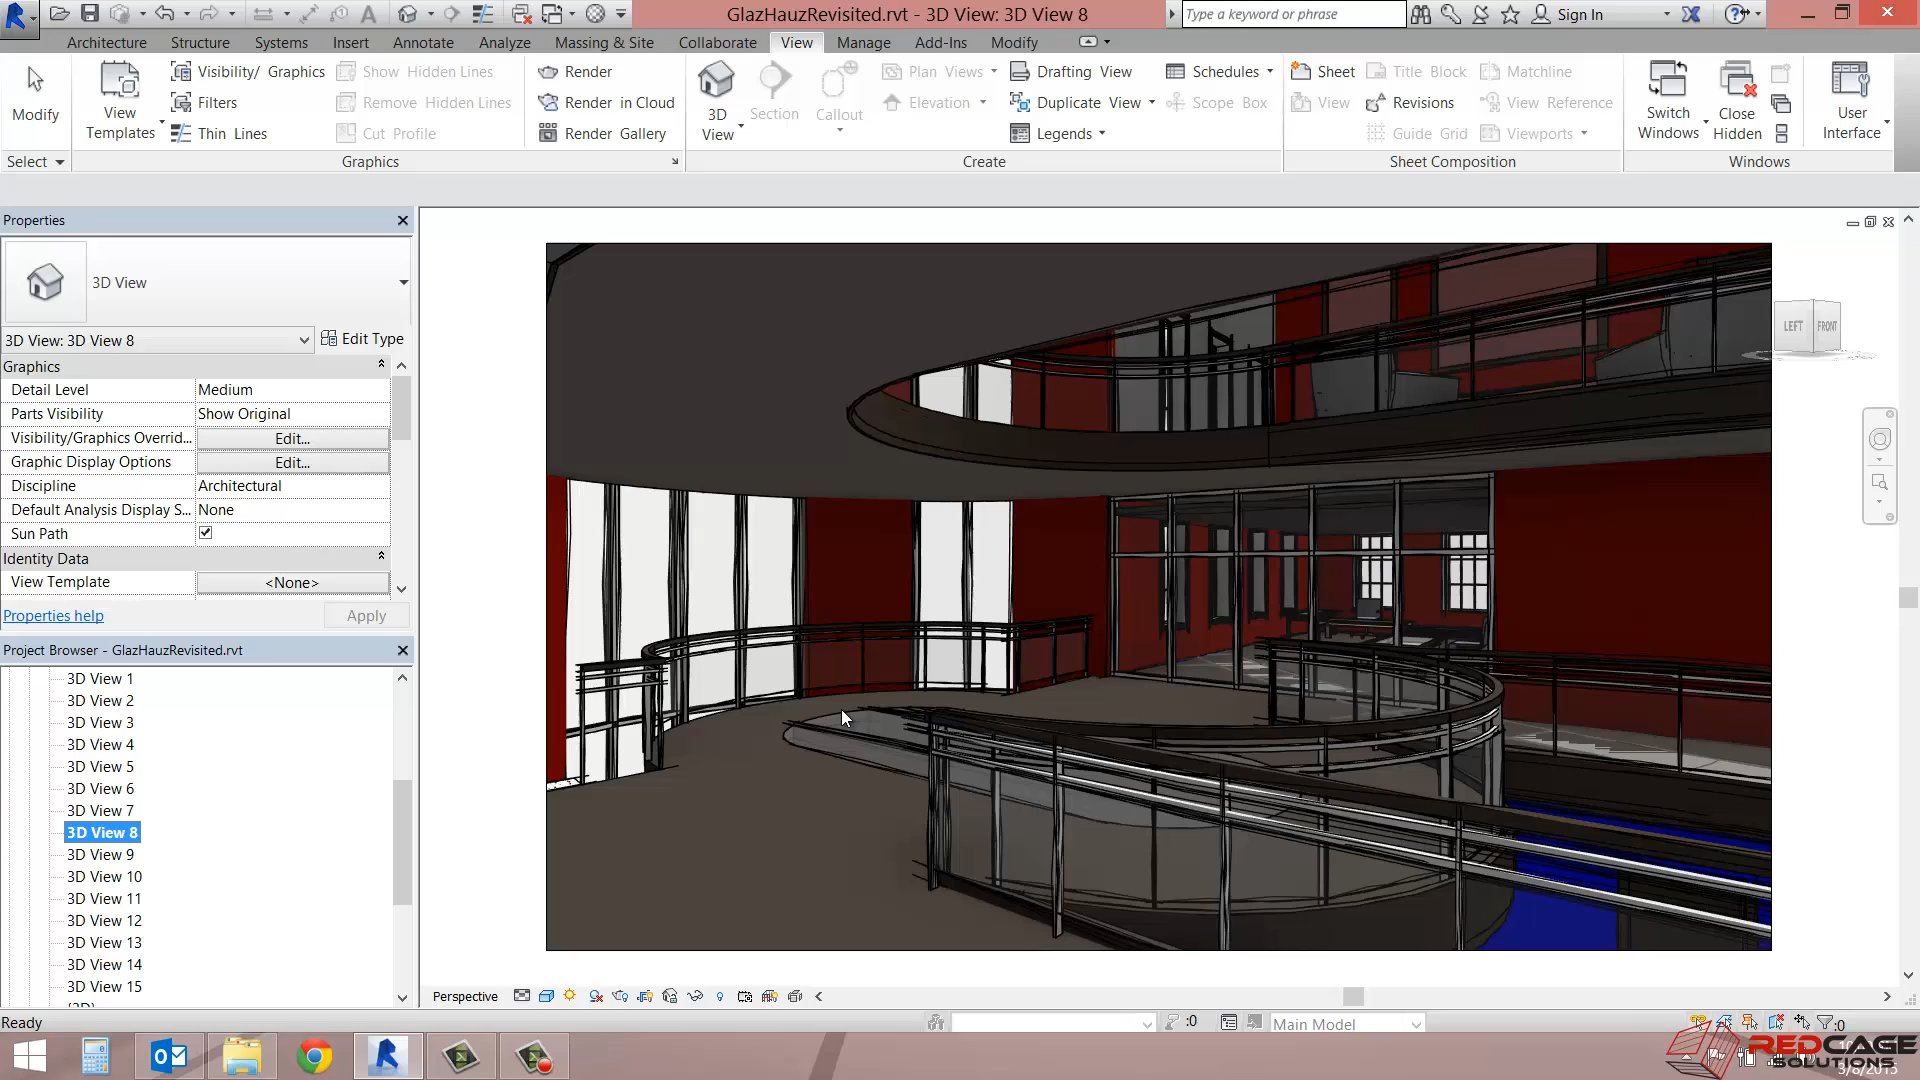 GlazHauzRevisited.rvt - 3D View: 3D View 8
Type a keyword or phrase
Sign In
Architecture Structure Systems Insert Annotate Analyze Massing & Site Collaborate View Manage Add-Ins Modify
Modify
View Templates
Visibility/ Graphics
Filters
Thin Lines
Show Hidden Lines
Remove Hidden Lines
Cut Profile
Render
Render in Cloud
Render Gallery
3D View
Section
Callout
Plan Views
Elevation
Drafting View
Duplicate View
Legends
Schedules
Scope Box
Sheet
View
Title Block
Revisions
Guide Grid
Matchline
View Reference
Viewports
Switch Windows
Close Hidden
User Interface
Select
Graphics
Create
Sheet Composition
Windows
Properties
3D View
3D View: 3D View 8
Edit Type
Graphics
Detail Level Medium
Parts Visibility Show Original
Visibility/Graphics Overrid... Edit...
Graphic Display Options Edit...
Discipline Architectural
Default Analysis Display S... None
Sun Path
Identity Data
View Template <None>
Properties help
Apply
Project Browser - GlazHauzRevisited.rvt
3D View 1
3D View 2
3D View 3
3D View 4
3D View 5
3D View 6
3D View 7
3D View 8
3D View 9
3D View 10
3D View 11
3D View 12
3D View 13
3D View 14
3D View 15
{3D}
LEFT FRONT
Perspective
Ready
:0
Main Model
:0
REDCAGE
SOLUTIONS
3/8/2015